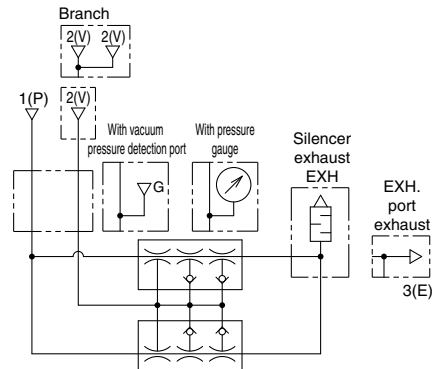 Branch
2(V) 2(V)
1(P)
2(V)
With vacuum
pressure detection port
G
With pressure
gauge
Silencer
exhaust
EXH
EXH.
port
exhaust
3(E)